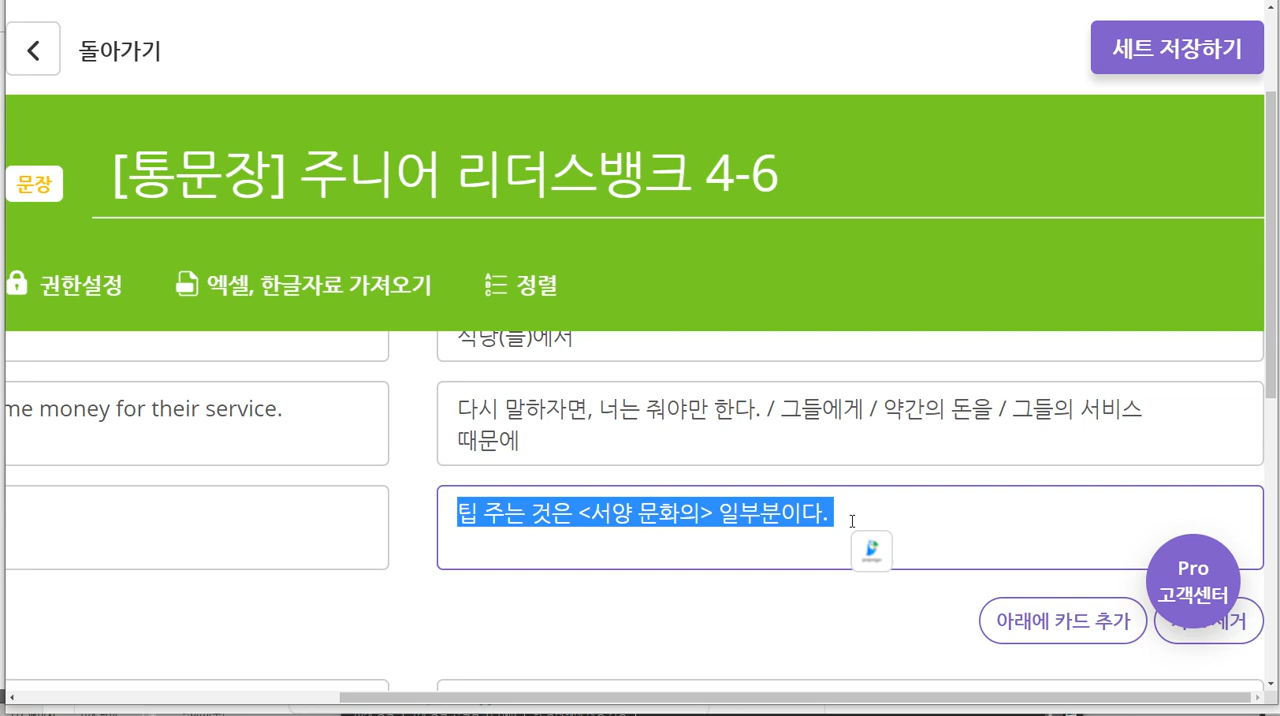 돌아가기
세트 저장하기
문장
[통문장] 주니어 리더스뱅크 4-6
권한설정
엑셀, 한글자료 가져오기
정렬
식당(들)에서
me money for their service.
다시 말하자면, 너는 줘야만 한다. / 그들에게 / 약간의 돈을 / 그들의 서비스
때문에
팁 주는 것은 <서양 문화의> 일부분이다.
Pro
고객센터
아래에 카드 추가